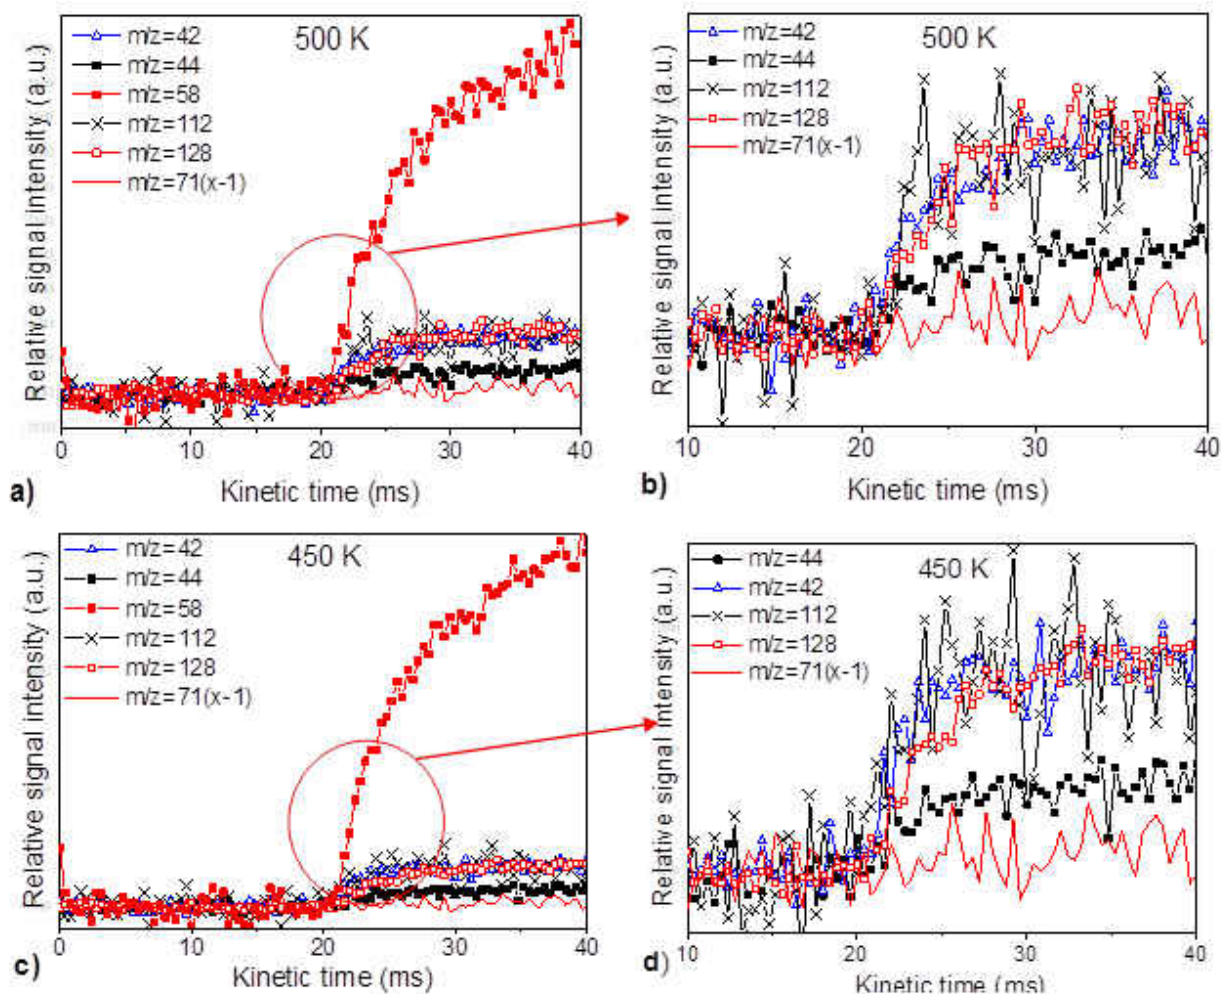 Relative signal intensity (a.u.)
m/z=42
m/z=44
m/z=58
m/z=112
m/z=128
m/z=71(x-1)
500 K
0
10
20
30
40
a)
Kinetic time (ms)
Relative signal intensity (a.u.)
m/z=42
m/z=44
m/z=112
m/z=128
m/z=71(x-1)
500 K
10
20
30
40
b)
Kinetic time (ms)
Relative signal intensity (a.u.)
m/z=42
m/z=44
m/z=58
m/z=112
m/z=128
m/z=71(x-1)
450 K
0
10
20
30
40
c)
Kinetic time (ms)
Relative signal Intensity (a.u.)
m/z=44
m/z=42
m/z=112
m/z=128
m/z=71(x-1)
450 K
10
20
30
40
d)
Kinetic time (ms)